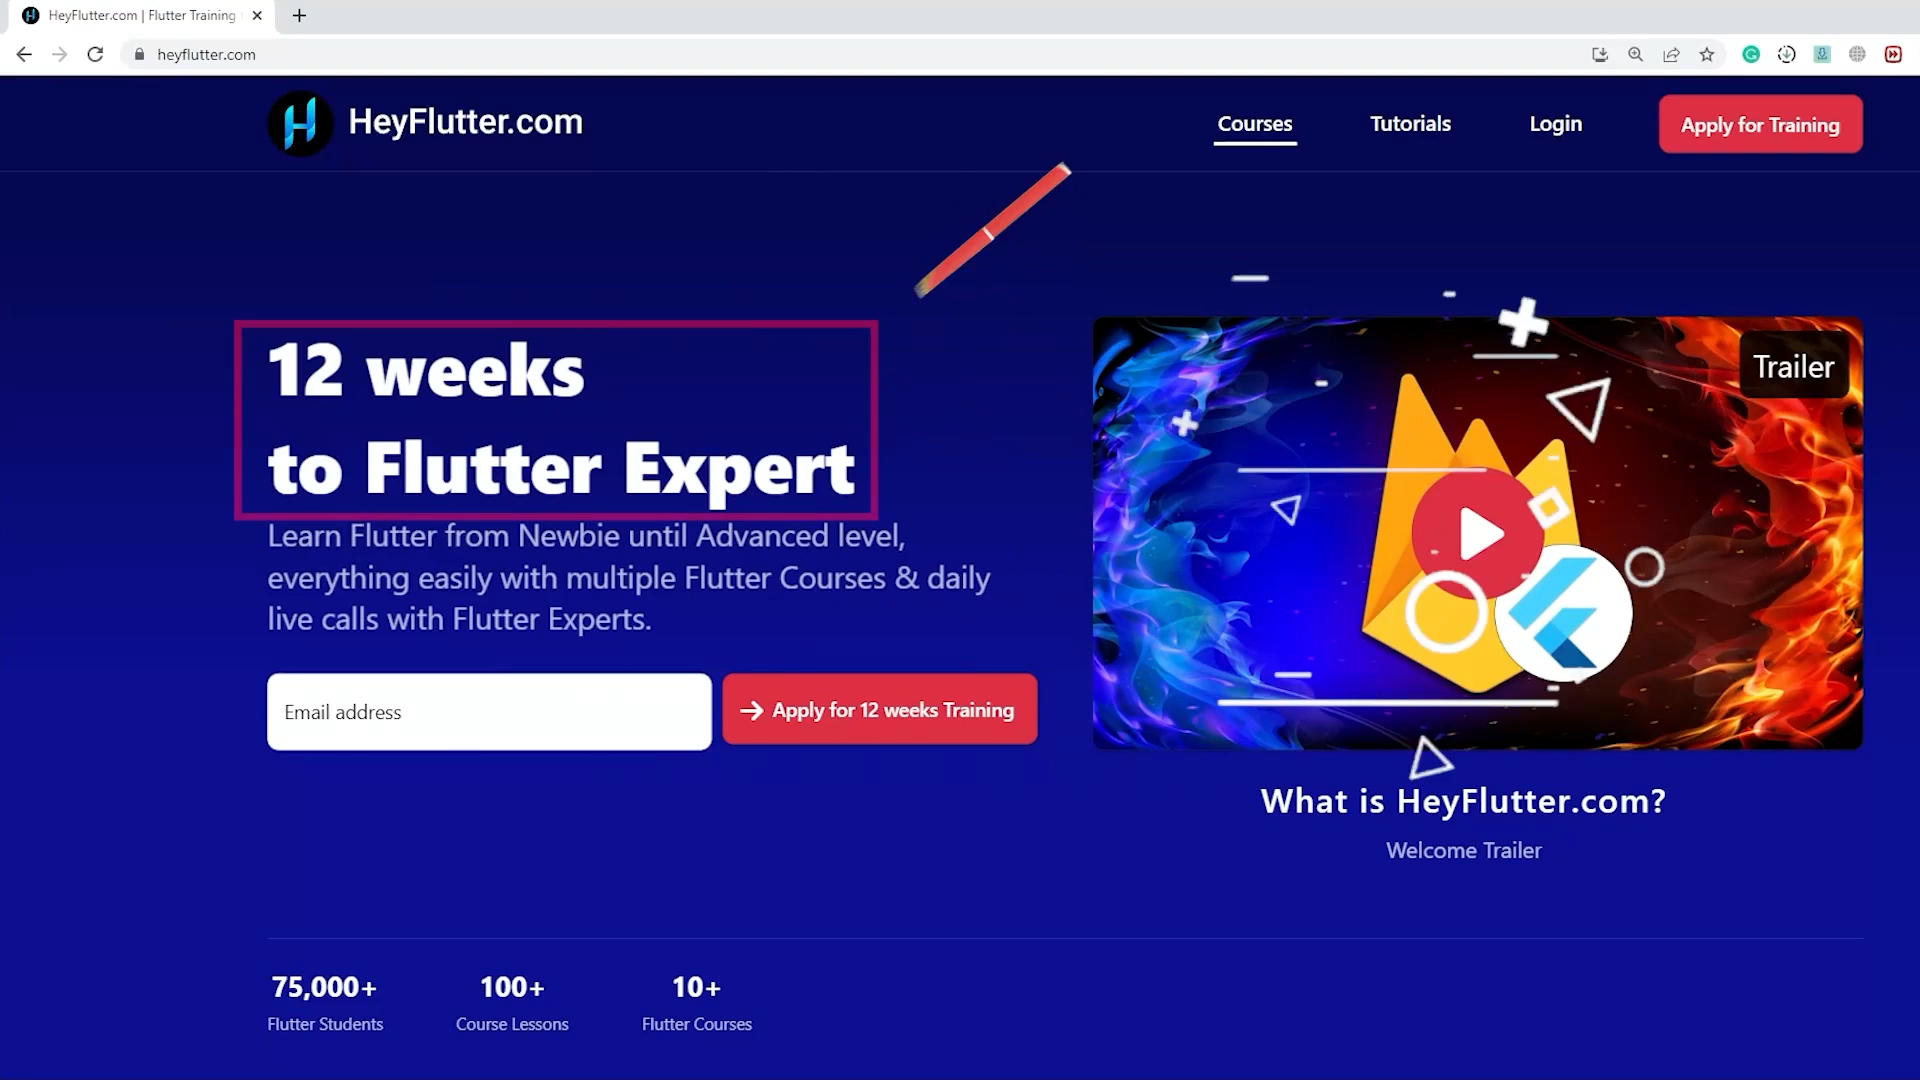 HeyFlutter.com | Flutter Training
heyflutter.com
HeyFlutter.com
Courses
Tutorials
Login
Apply for Training
12 weeks
to Flutter Expert
Learn Flutter from Newbie until Advanced level,
everything easily with multiple Flutter Courses & daily
live calls with Flutter Experts.
Email address
Apply for 12 weeks Training
Trailer
What is HeyFlutter.com?
Welcome Trailer
75,000+
Flutter Students
100+
Course Lessons
10+
Flutter Courses